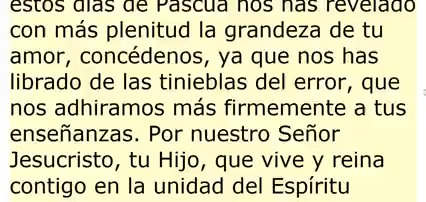 estos días de Pascua nos has revelado
con más plenitud la grandeza de tu
amor, concédenos, ya que nos has
librado de las tinieblas del error, que
nos adhiramos más firmemente a tus
enseñanzas. Por nuestro Señor
Jesucristo, tu Hijo, que vive y reina
contigo en la unidad del Espíritu